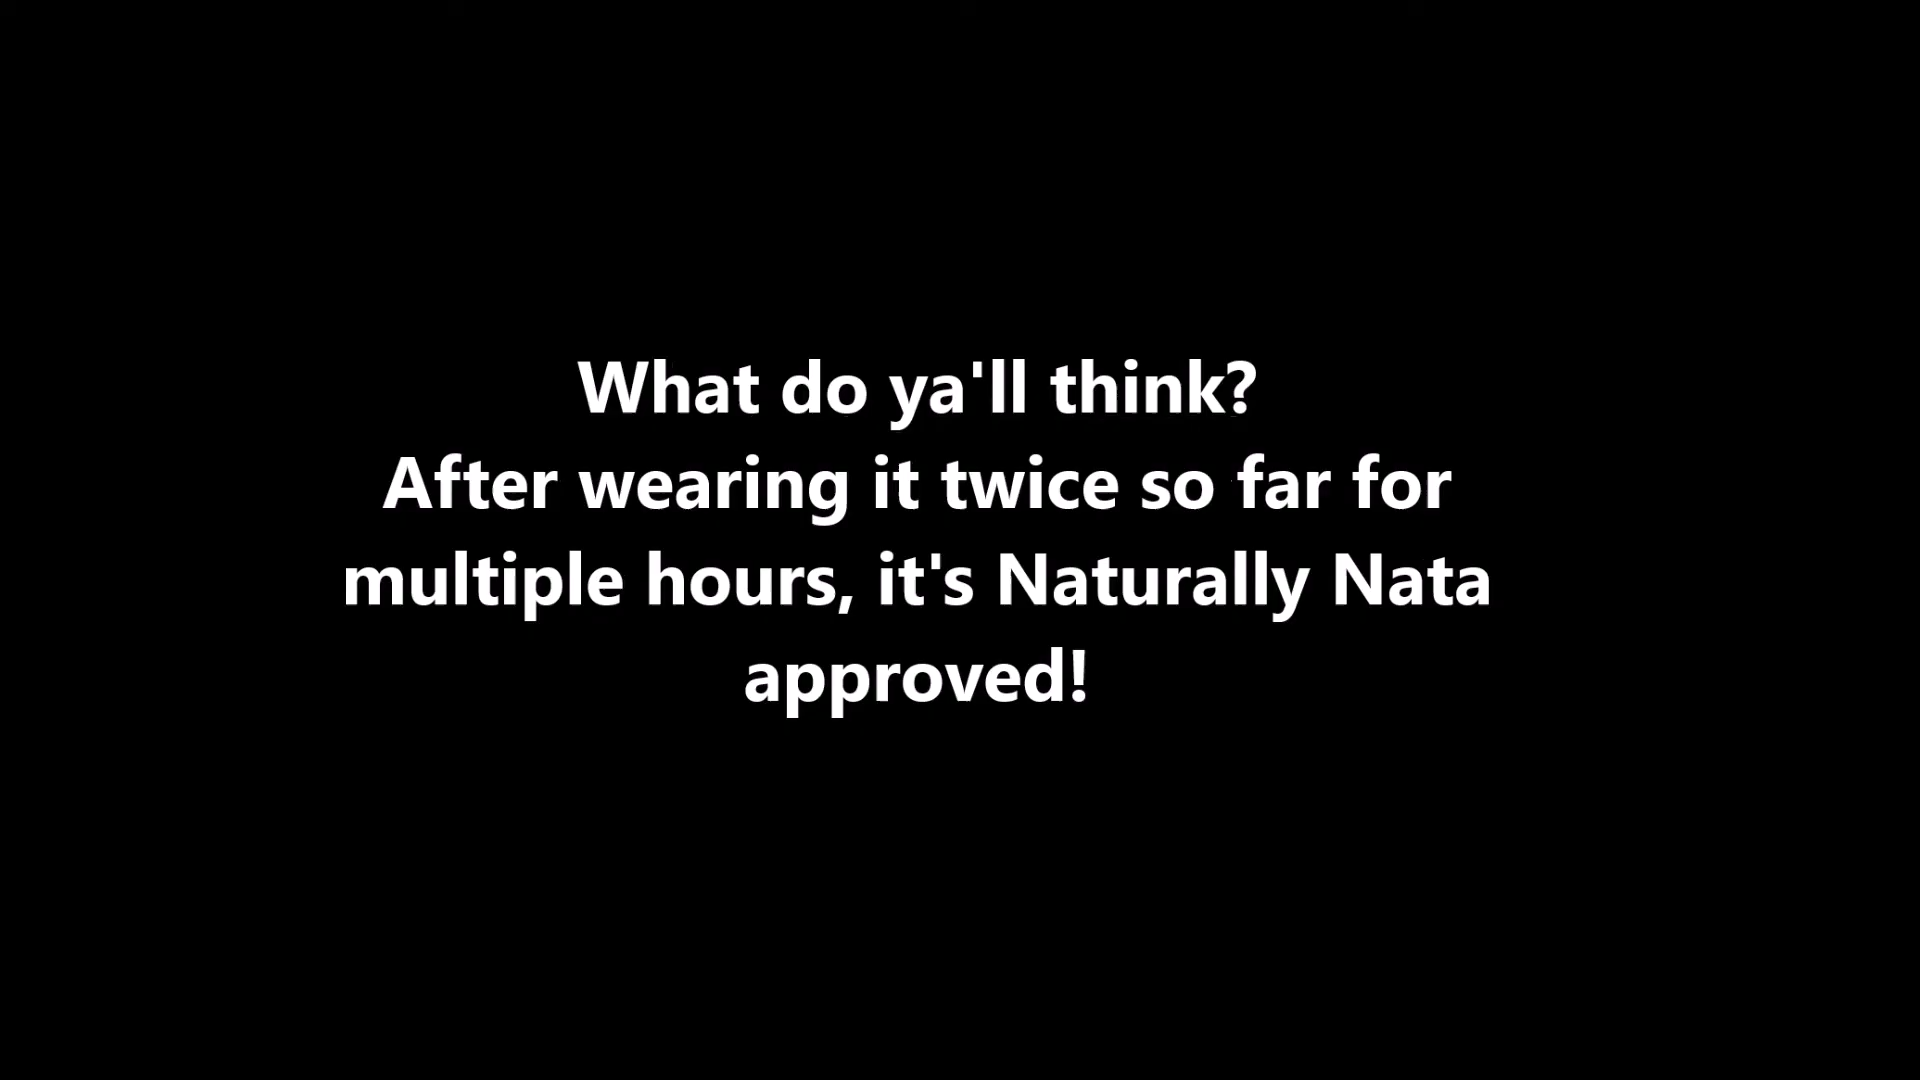 What do ya'll think?
After wearing it twice so far for
multiple hours, it's Naturally Nata
approved!